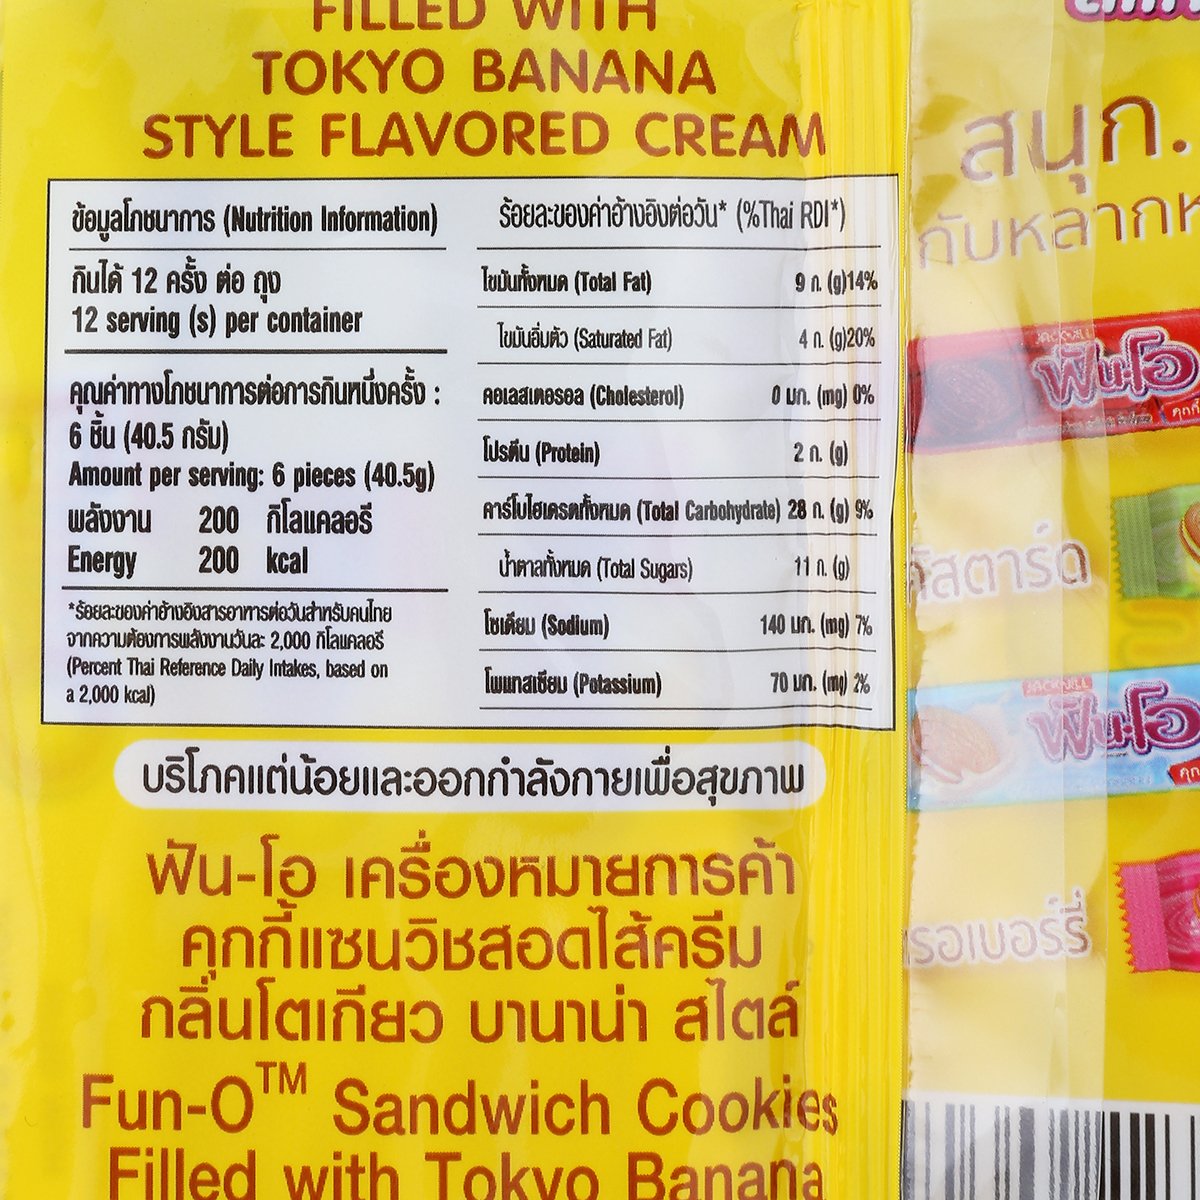 FILLED WITH
TOKYO BANANA
STYLE FLAVORED CREAM
ข้อมูลโภชนาการ (Nutrition Information)
กินได้ 12 ครั้ง ต่อ ถุง
12 serving (s) per container
คุณค่าทางโภชนาการต่อการกินหนึ่งครั้ง :
6 ชิ้น (40.5 กรัม)
Amount per serving: 6 pieces (40.5g)
พลังงาน 200 กิโลแคลอรี
Energy 200 kcal
*ร้อยละของค่าอ้างอิงสารอาหารต่อวันสำหรับคนไทย
จากความต้องการพลังงานวันละ 2,000 กิโลแคลอรี
(Percent Thai Reference Daily Intakes, based on
a 2,000 kcal)
ร้อยละของค่าอ้างอิงต่อวัน* (%Thai RDI*)
ไขมันทั้งหมด (Total Fat) 9 ก. (g)14%
ไขมันอิ่มตัว (Saturated Fat) 4 ก. (g)20%
คอเลสเตอรอล (Cholesterol) 0 มก. (mg) 0%
โปรตีน (Protein) 2 ก. (g)
คาร์โบไฮเดรตทั้งหมด (Total Carbohydrate) 28 ก. (g) 9%
น้ำตาลทั้งหมด (Total Sugars) 11 ก. (g)
โซเดียม (Sodium) 140 มก. (mg) 7%
โพแทสเซียม (Potassium) 70 มก. (mg) 2%
บริโภคแต่น้อยและออกกำลังกายเพื่อสุขภาพ
ฟัน-โอ เครื่องหมายการค้า
คุกกี้แซนวิชสอดไส้ครีม
กลิ่นโตเกียว บานาน่า สไตล์
Fun-O™ Sandwich Cookies
Filled with Tokyo Banana
สนุก.
กับหลาก
ฟัน-โอ
คัสตาร์ด
ฟัน-โอ
รอเบอร์รี่